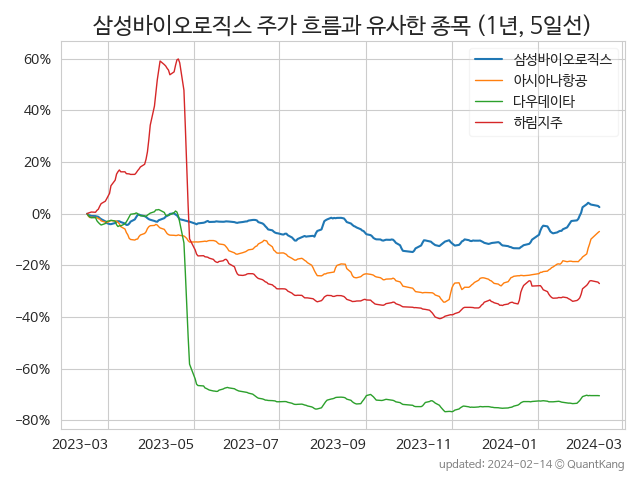 삼성바이오로직스 주가 흐름과 유사한 종목 (1년, 5일선)
삼성바이오로직스
아시아나항공
다우데이타
하림지주
60%
40%
20%
0%
−20%
−40%
−60%
−80%
2023-03 2023-05 2023-07 2023-09 2023-11 2024-01 2024-03
updated: 2024-02-14 © QuantKang